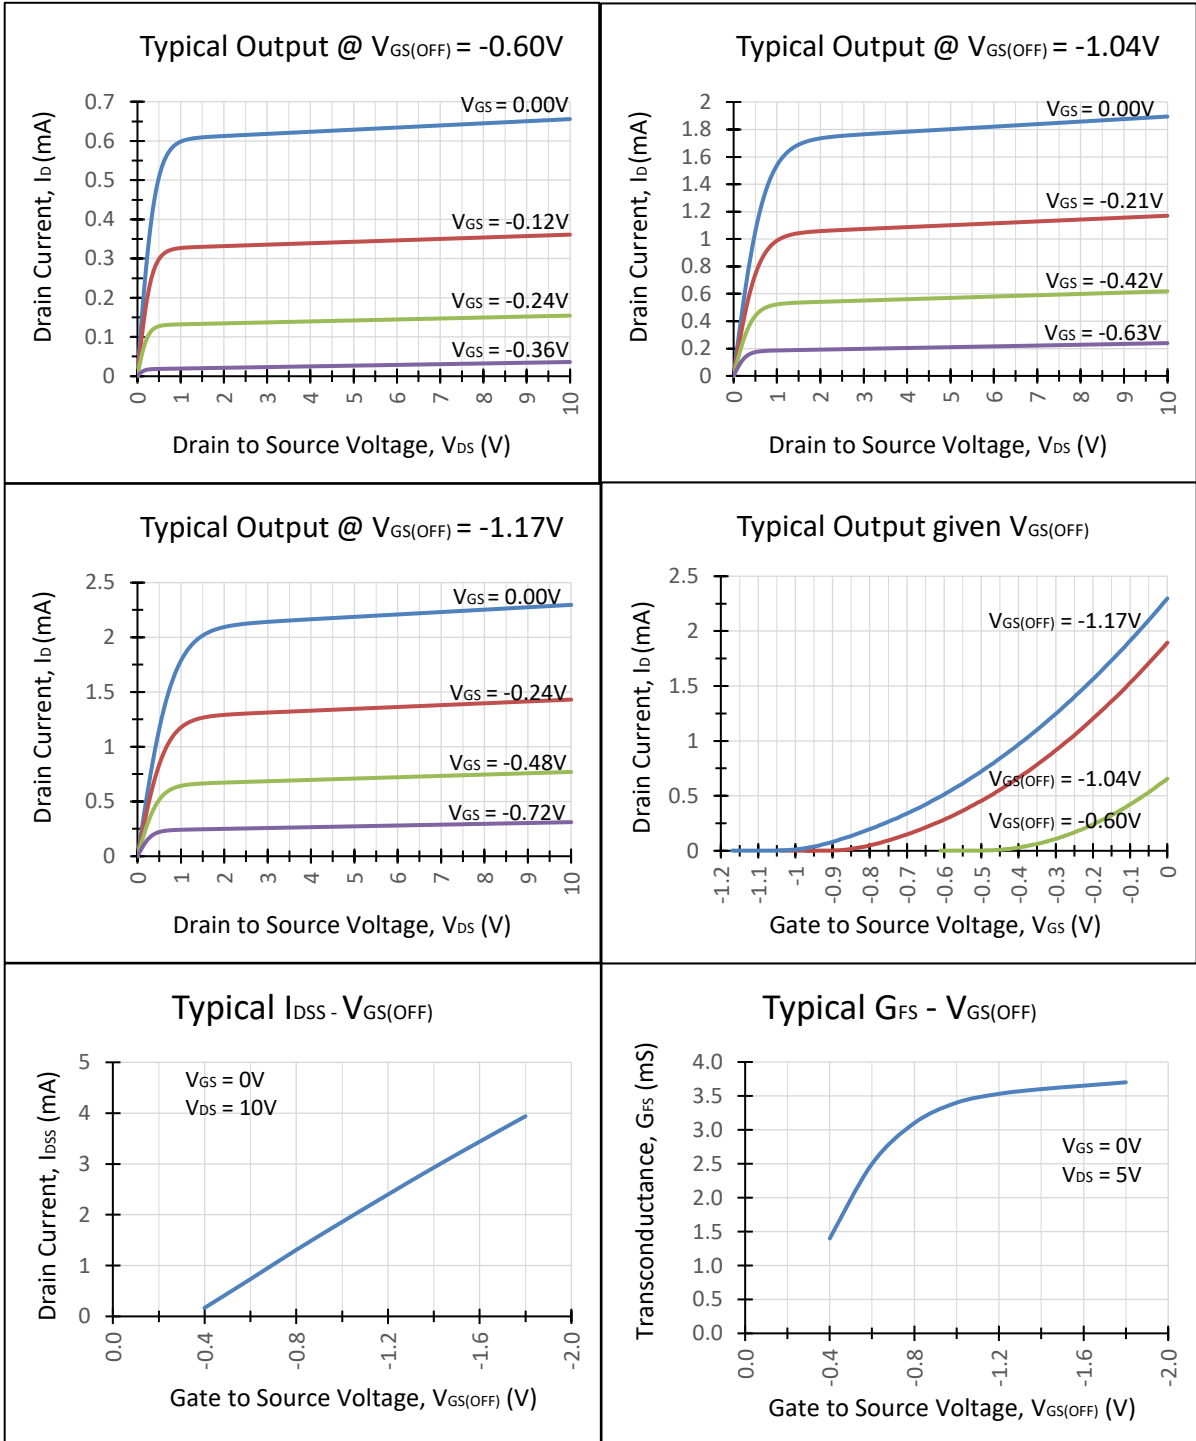 Typical Output @ VGS(OFF) = -0.60V
Drain Current, ID (mA)
0.7
0.6
0.5
0.4
0.3
0.2
0.1
0
VGS = 0.00V
VGS = -0.12V
VGS = -0.24V
VGS = -0.36V
0 1 2 3 4 5 6 7 8 9 10
Drain to Source Voltage, VDS (V)
Typical Output @ VGS(OFF) = -1.04V
Drain Current, ID (mA)
2
1.8
1.6
1.4
1.2
1
0.8
0.6
0.4
0.2
0
VGS = 0.00V
VGS = -0.21V
VGS = -0.42V
VGS = -0.63V
0 1 2 3 4 5 6 7 8 9 10
Drain to Source Voltage, VDS (V)
Typical Output @ VGS(OFF) = -1.17V
Drain Current, ID (mA)
2.5
2
1.5
1
0.5
0
VGS = 0.00V
VGS = -0.24V
VGS = -0.48V
VGS = -0.72V
0 1 2 3 4 5 6 7 8 9 10
Drain to Source Voltage, VDS (V)
Typical Output given VGS(OFF)
Drain Current, ID (mA)
2.5
2
1.5
1
0.5
0
VGS(OFF) = -1.17V
VGS(OFF) = -1.04V
VGS(OFF) = -0.60V
-1.2 -1.1 -1 -0.9 -0.8 -0.7 -0.6 -0.5 -0.4 -0.3 -0.2 -0.1 0
Gate to Source Voltage, VGS (V)
Typical IDSS - VGS(OFF)
Drain Current, IDSS (mA)
5
4
3
2
1
0
VGS = 0V
VDS = 10V
0.0 -0.4 -0.8 -1.2 -1.6 -2.0
Gate to Source Voltage, VGS(OFF) (V)
Typical GFS - VGS(OFF)
Transconductance, GFS (mS)
4.0
3.5
3.0
2.5
2.0
1.5
1.0
0.5
0.0
VGS = 0V
VDS = 5V
0.0 -0.4 -0.8 -1.2 -1.6 -2.0
Gate to Source Voltage, VGS(OFF) (V)